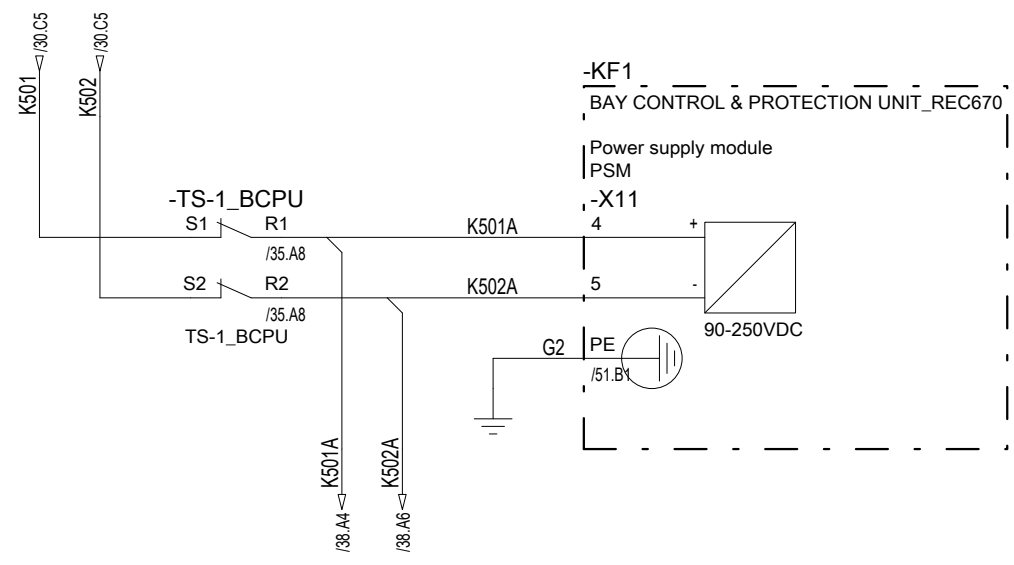 /30.C5
/30.C5
K501
K502
-KF1
BAY CONTROL & PROTECTION UNIT_REC670
Power supply module
PSM
-TS-1_BCPU
-X11
S1
R1
K501A
4
+
/35.A8
S2
R2
K502A
5
-
/35.A8
TS-1_BCPU
90-250VDC
G2
PE
/51.B1
K501A
K502A
/38.A4
/38.A6